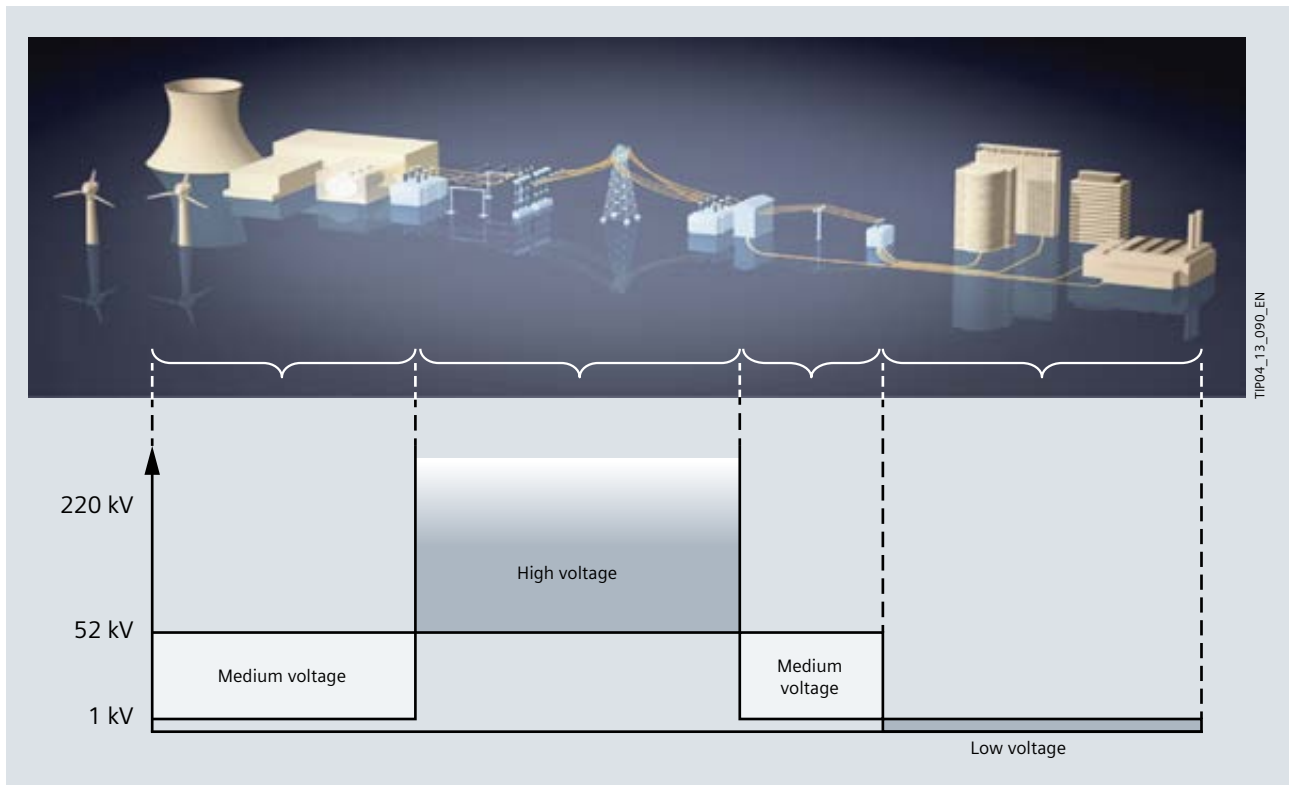 TIP04_13_090_EN
220 kV
High voltage
52 kV
Medium voltage
Medium
voltage
1 kV
Low voltage